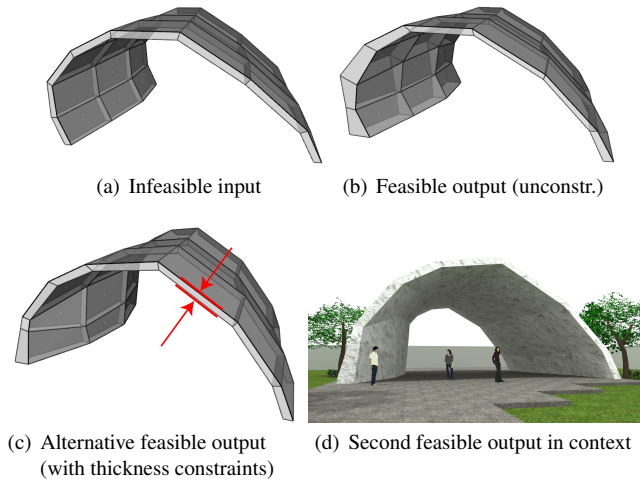 (a) Infeasible input
(b) Feasible output (unconstr.)
(c) Alternative feasible output
(with thickness constraints)
(d) Second feasible output in context